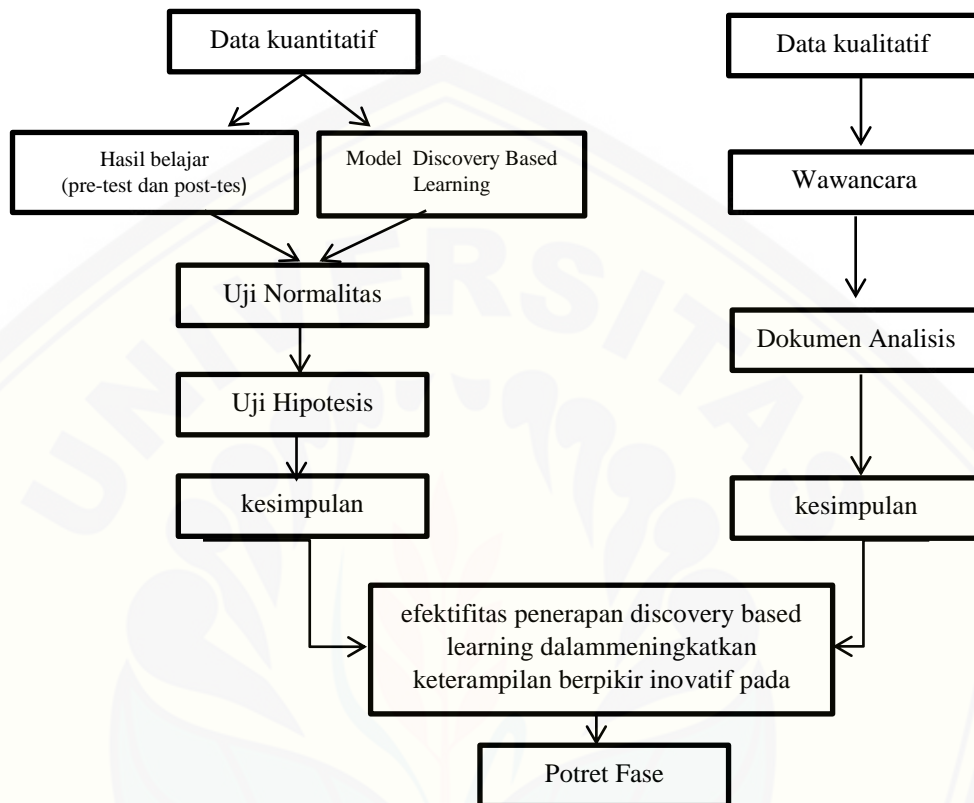 Data kuantitatif
Data kualitatif
Hasil belajar
(pre-test dan post-tes)
Model Discovery Based
Learning
Wawancara
Uji Normalitas
Dokumen Analisis
Uji Hipotesis
kesimpulan
kesimpulan
efektifitas penerapan discovery based
learning dalammeningkatkan
keterampilan berpikir inovatif pada
Potret Fase
UNIVERSITAS